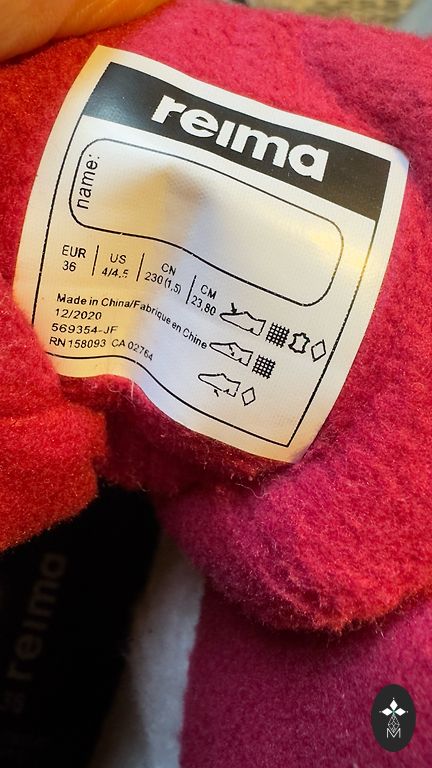 reima
name:
EUR 36 | US 4/4,5 | CN 230 (1,5) | CM 23,80
Made in China/Fabrique en Chine
12/2020
569354-JF
RN 158093 CA 02764
reima
M